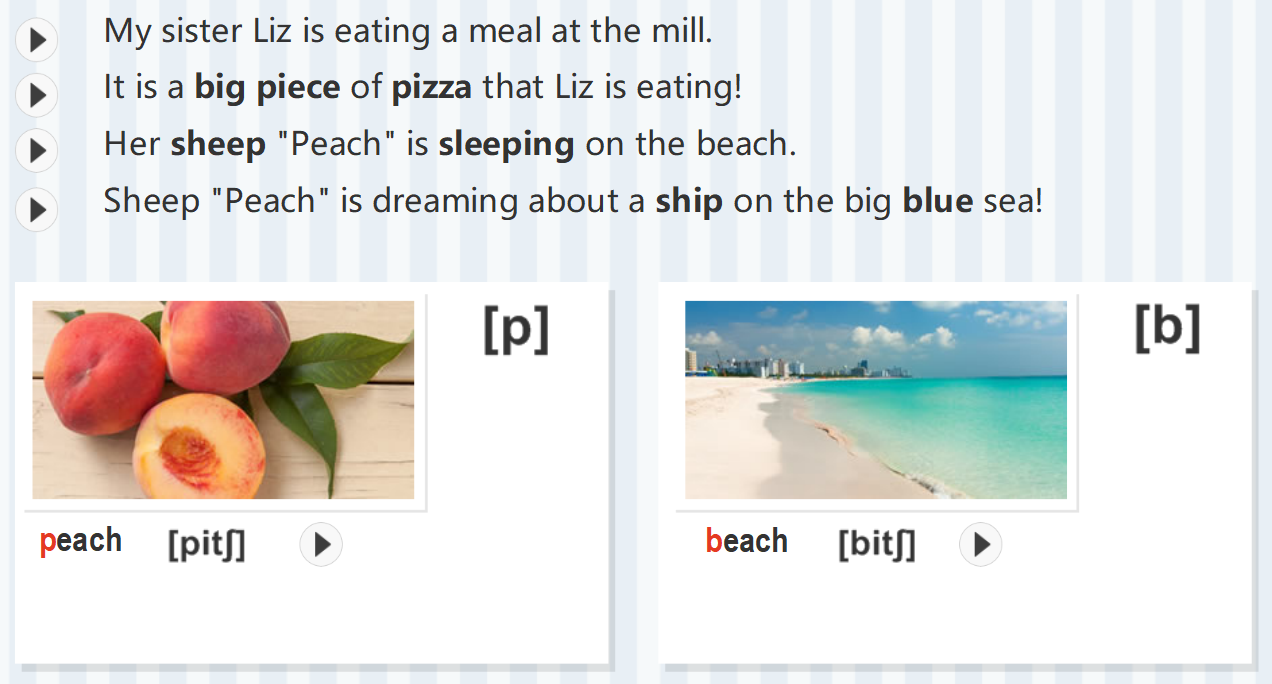 My sister Liz is eating a meal at the mill.
It is a big piece of pizza that Liz is eating!
Her sheep "Peach" is sleeping on the beach.
Sheep "Peach" is dreaming about a ship on the big blue sea!
[p]
peach [pitʃ]
[b]
beach [bitʃ]